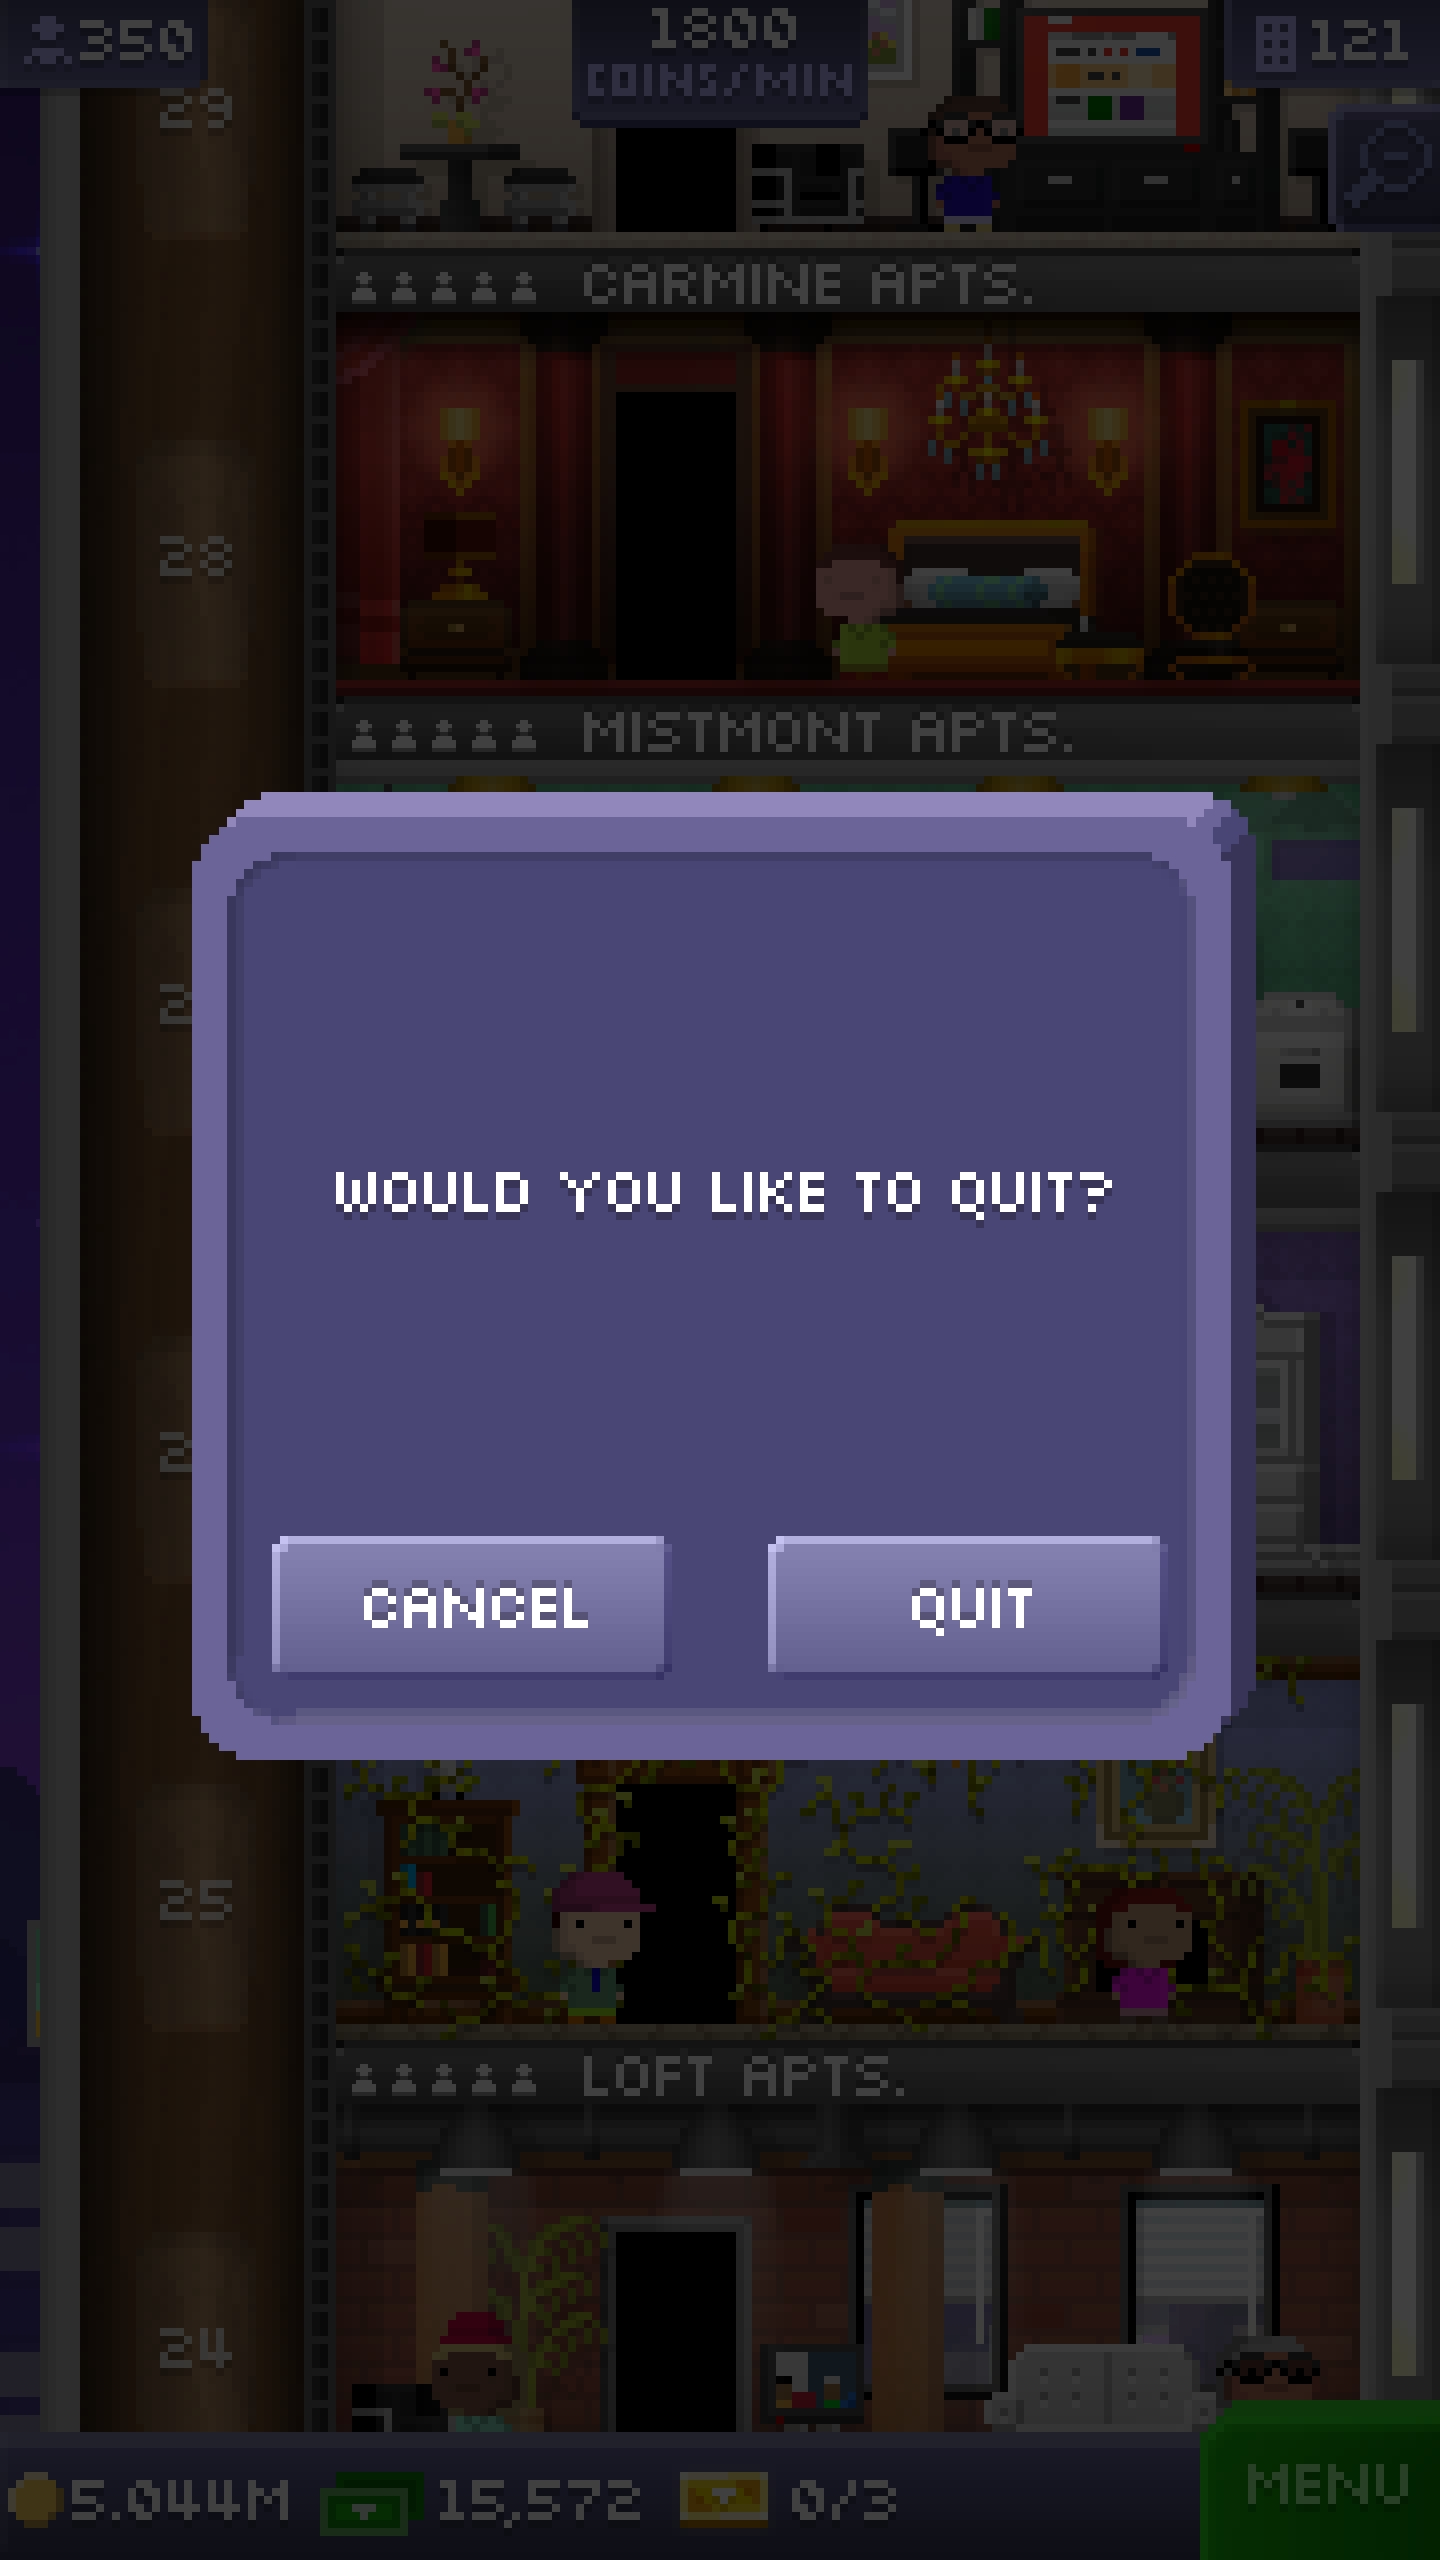 350
1800
COINS/MIN
121
29
CARMINE APTS.
28
MISTMONT APTS.
WOULD YOU LIKE TO QUIT?
CANCEL
QUIT
25
LOFT APTS.
24
5.044M
15,572
0/3
MENU